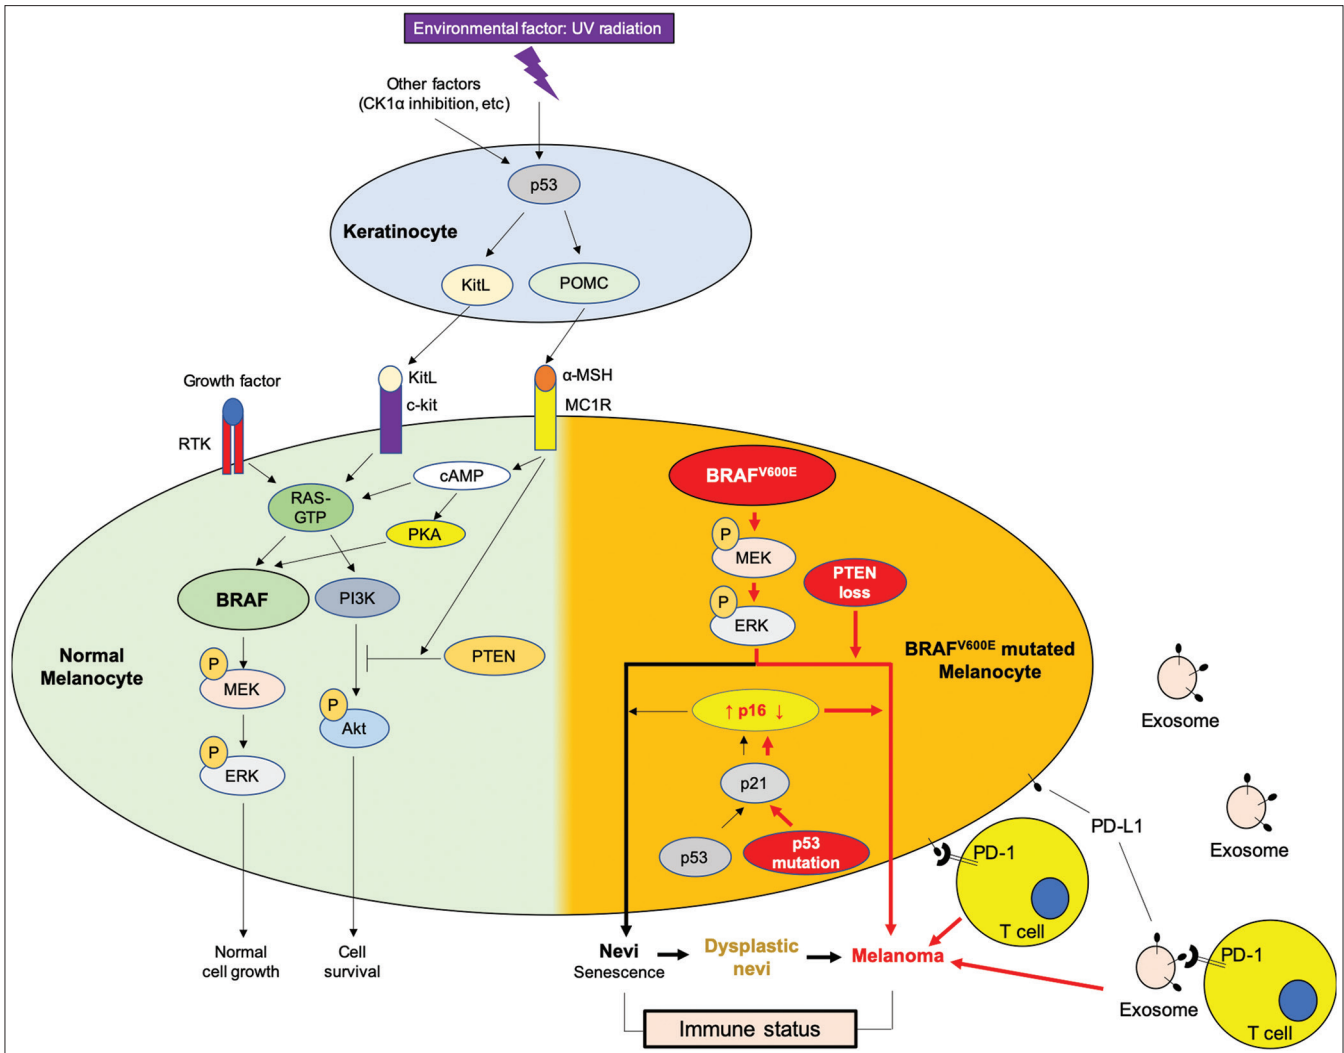 Environmental factor: UV radiation
Other factors
(CK1α inhibition, etc)
p53
Keratinocyte
KitL
POMC
Growth factor
KitL
α-MSH
c-kit
MC1R
RTK
cAMP
RAS-
GTP
PKA
BRAF
PI3K
PTEN
Normal
Melanocyte
P
MEK
P
Akt
P
ERK
Normal
cell growth
Cell
survival
BRAFV600E
P
MEK
PTEN
loss
P
ERK
BRAFV600E mutated
Melanocyte
↑ p16 ↓
p21
p53
p53
mutation
Nevi
Senescence
Dysplastic
nevi
Melanoma
Immune status
Exosome
Exosome
PD-L1
PD-1
T cell
PD-1
Exosome
T cell